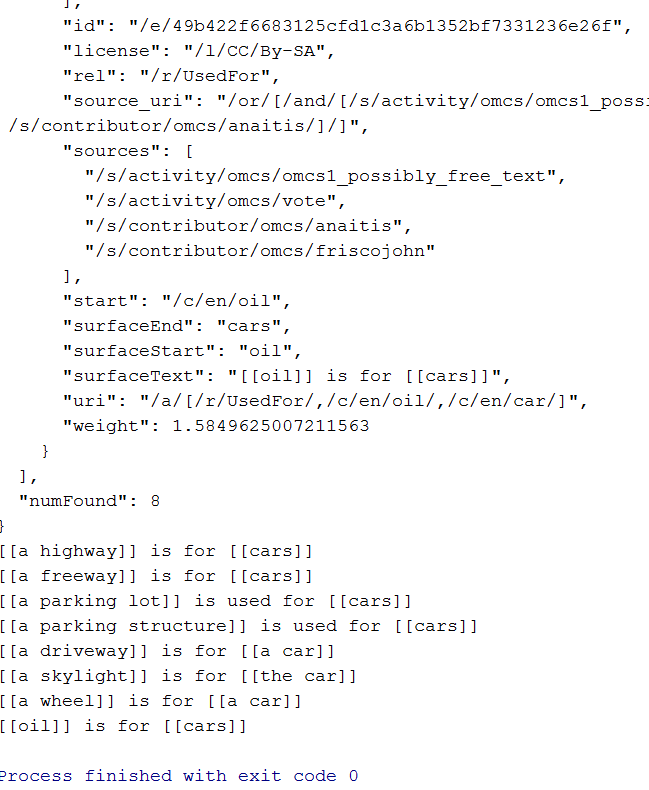 ],
"id": "/e/49b422f6683125cfd1c3a6b1352bf7331236e26f",
"license": "/l/CC/By-SA",
"rel": "/r/UsedFor",
"source_uri": "/or/[/and/[/s/activity/omcs/omcs1_possi
/s/contributor/omcs/anaitis/]/]",
"sources": [
"/s/activity/omcs/omcs1_possibly_free_text",
"/s/activity/omcs/vote",
"/s/contributor/omcs/anaitis",
"/s/contributor/omcs/friscojohn"
],
"start": "/c/en/oil",
"surfaceEnd": "cars",
"surfaceStart": "oil",
"surfaceText": "[[oil]] is for [[cars]]",
"uri": "/a/[/r/UsedFor/,/c/en/oil/,/c/en/car/]",
"weight": 1.5849625007211563
}
],
"numFound": 8
}
[[a highway]] is for [[cars]]
[[a freeway]] is for [[cars]]
[[a parking lot]] is used for [[cars]]
[[a parking structure]] is used for [[cars]]
[[a driveway]] is for [[a car]]
[[a skylight]] is for [[the car]]
[[a wheel]] is for [[a car]]
[[oil]] is for [[cars]]
Process finished with exit code 0